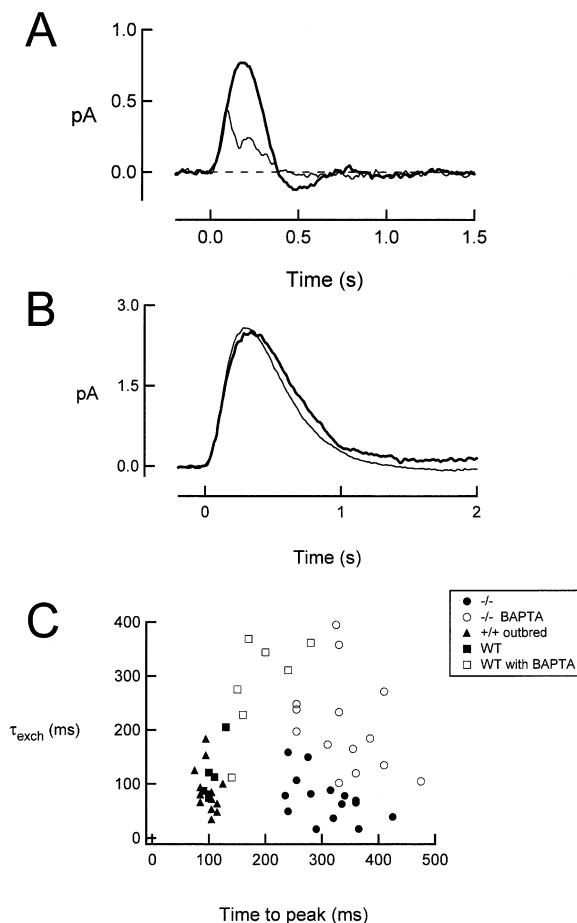 A
1.0
pA
0.5
0.0
0.0 0.5 1.0 1.5
Time (s)
B
3.0
pA
1.5
0.0
0 1 2
Time (s)
C
-/-
-/- BAPTA
+/+ outbred
WT
WT with BAPTA
400
300
τexch (ms)
200
100
0
0 100 200 300 400 500
Time to peak (ms)